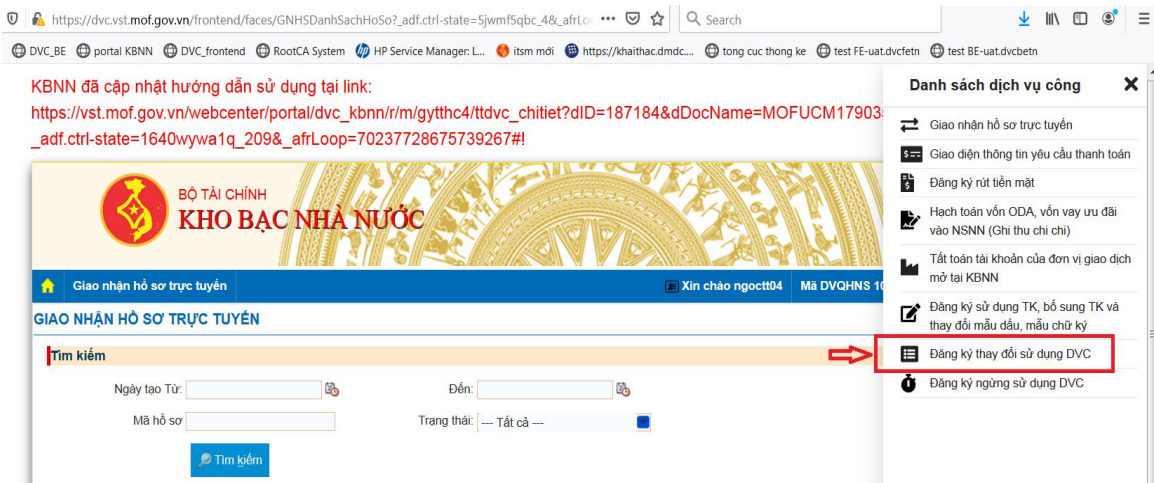 https://dvc.vst.mof.gov.vn/frontend/faces/GNHSDanhSachHoSo?_adf.ctrl-state=5jwmf5qbc_4&_afrLo
Search
DVC_BE portal KBNN DVC_frontend RootCA System HP Service Manager: L... itsm mới https://khaithac.dmdc.... tong cuc thong ke test FE-uat.dvcfetn test BE-uat.dvcbetn
KBNN đã cập nhật hướng dẫn sử dụng tại link:
https://vst.mof.gov.vn/webcenter/portal/dvc_kbnn/r/m/gytthc4/ttdvc_chitiet?dID=187184&dDocName=MOFUCM17903
_adf.ctrl-state=1640wywa1q_209&_afrLoop=70237728675739267#!
BỘ TÀI CHÍNH
KHO BẠC NHÀ NƯỚC
Giao nhận hồ sơ trực tuyến Xin chào ngoctt04 Mã DVQHNS 10
GIAO NHẬN HỒ SƠ TRỰC TUYẾN
Tìm kiếm
Ngày tạo Từ: Đến:
Mã hồ sơ Trạng thái: --- Tất cả ---
Tìm kiếm
Danh sách dịch vụ công
Giao nhận hồ sơ trực tuyến
Giao diện thông tin yêu cầu thanh toán
Đăng ký rút tiền mặt
Hạch toán vốn ODA, vốn vay ưu đãi
vào NSNN (Ghi thu chi chi)
Tất toán tài khoản của đơn vị giao dịch
mở tại KBNN
Đăng ký sử dụng TK, bổ sung TK và
thay đổi mẫu dấu, mẫu chữ ký
Đăng ký thay đổi sử dụng DVC
Đăng ký ngừng sử dụng DVC